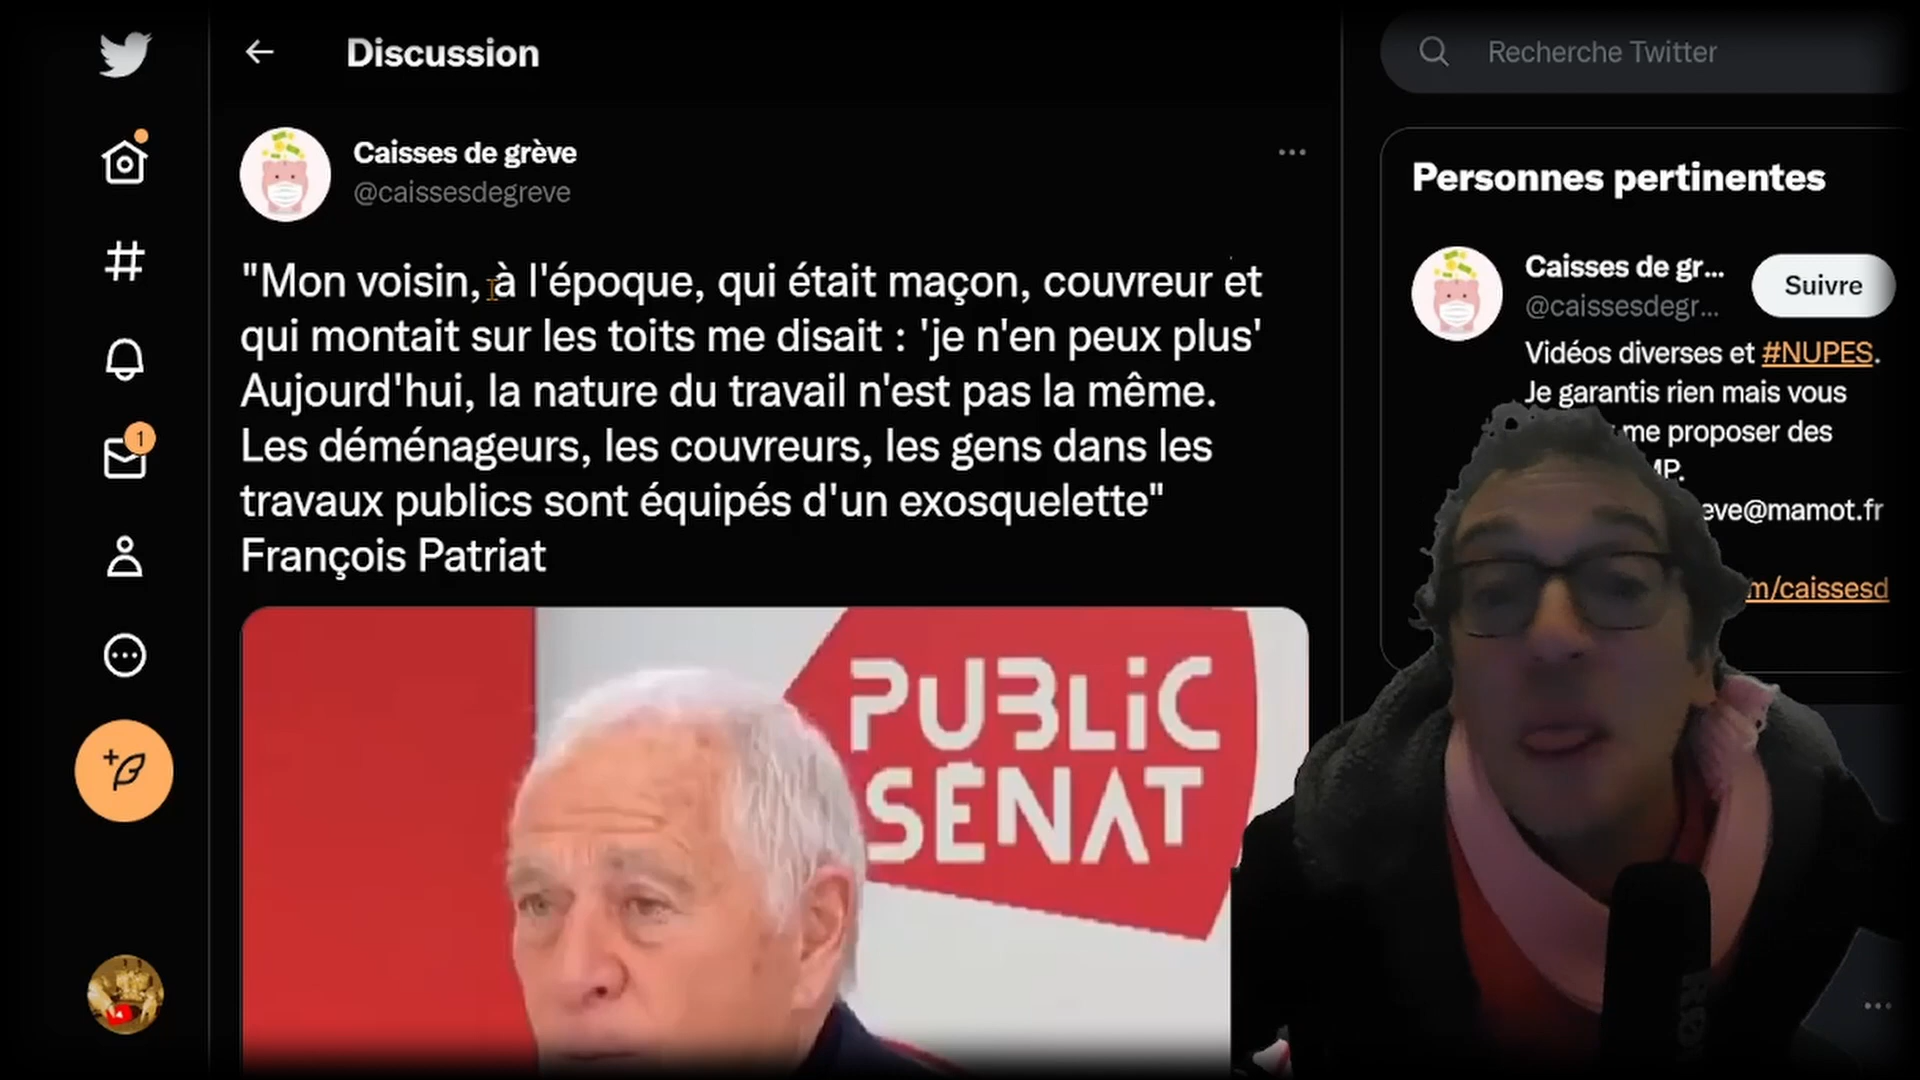 Discussion
Recherche Twitter
Caisses de grève
@caissesdegreve
"Mon voisin, à l'époque, qui était maçon, couvreur et
qui montait sur les toits me disait : 'je n'en peux plus'
Aujourd'hui, la nature du travail n'est pas la même.
Les déménageurs, les couvreurs, les gens dans les
travaux publics sont équipés d'un exosquelette"
François Patriat
PUBLIC
SÉNAT
1
Personnes pertinentes
Caisses de gr...
@caissesdegr...
Suivre
Vidéos diverses et #NUPES.
Je garantis rien mais vous
me proposer des
MP.
eve@mamot.fr
m/caissesd